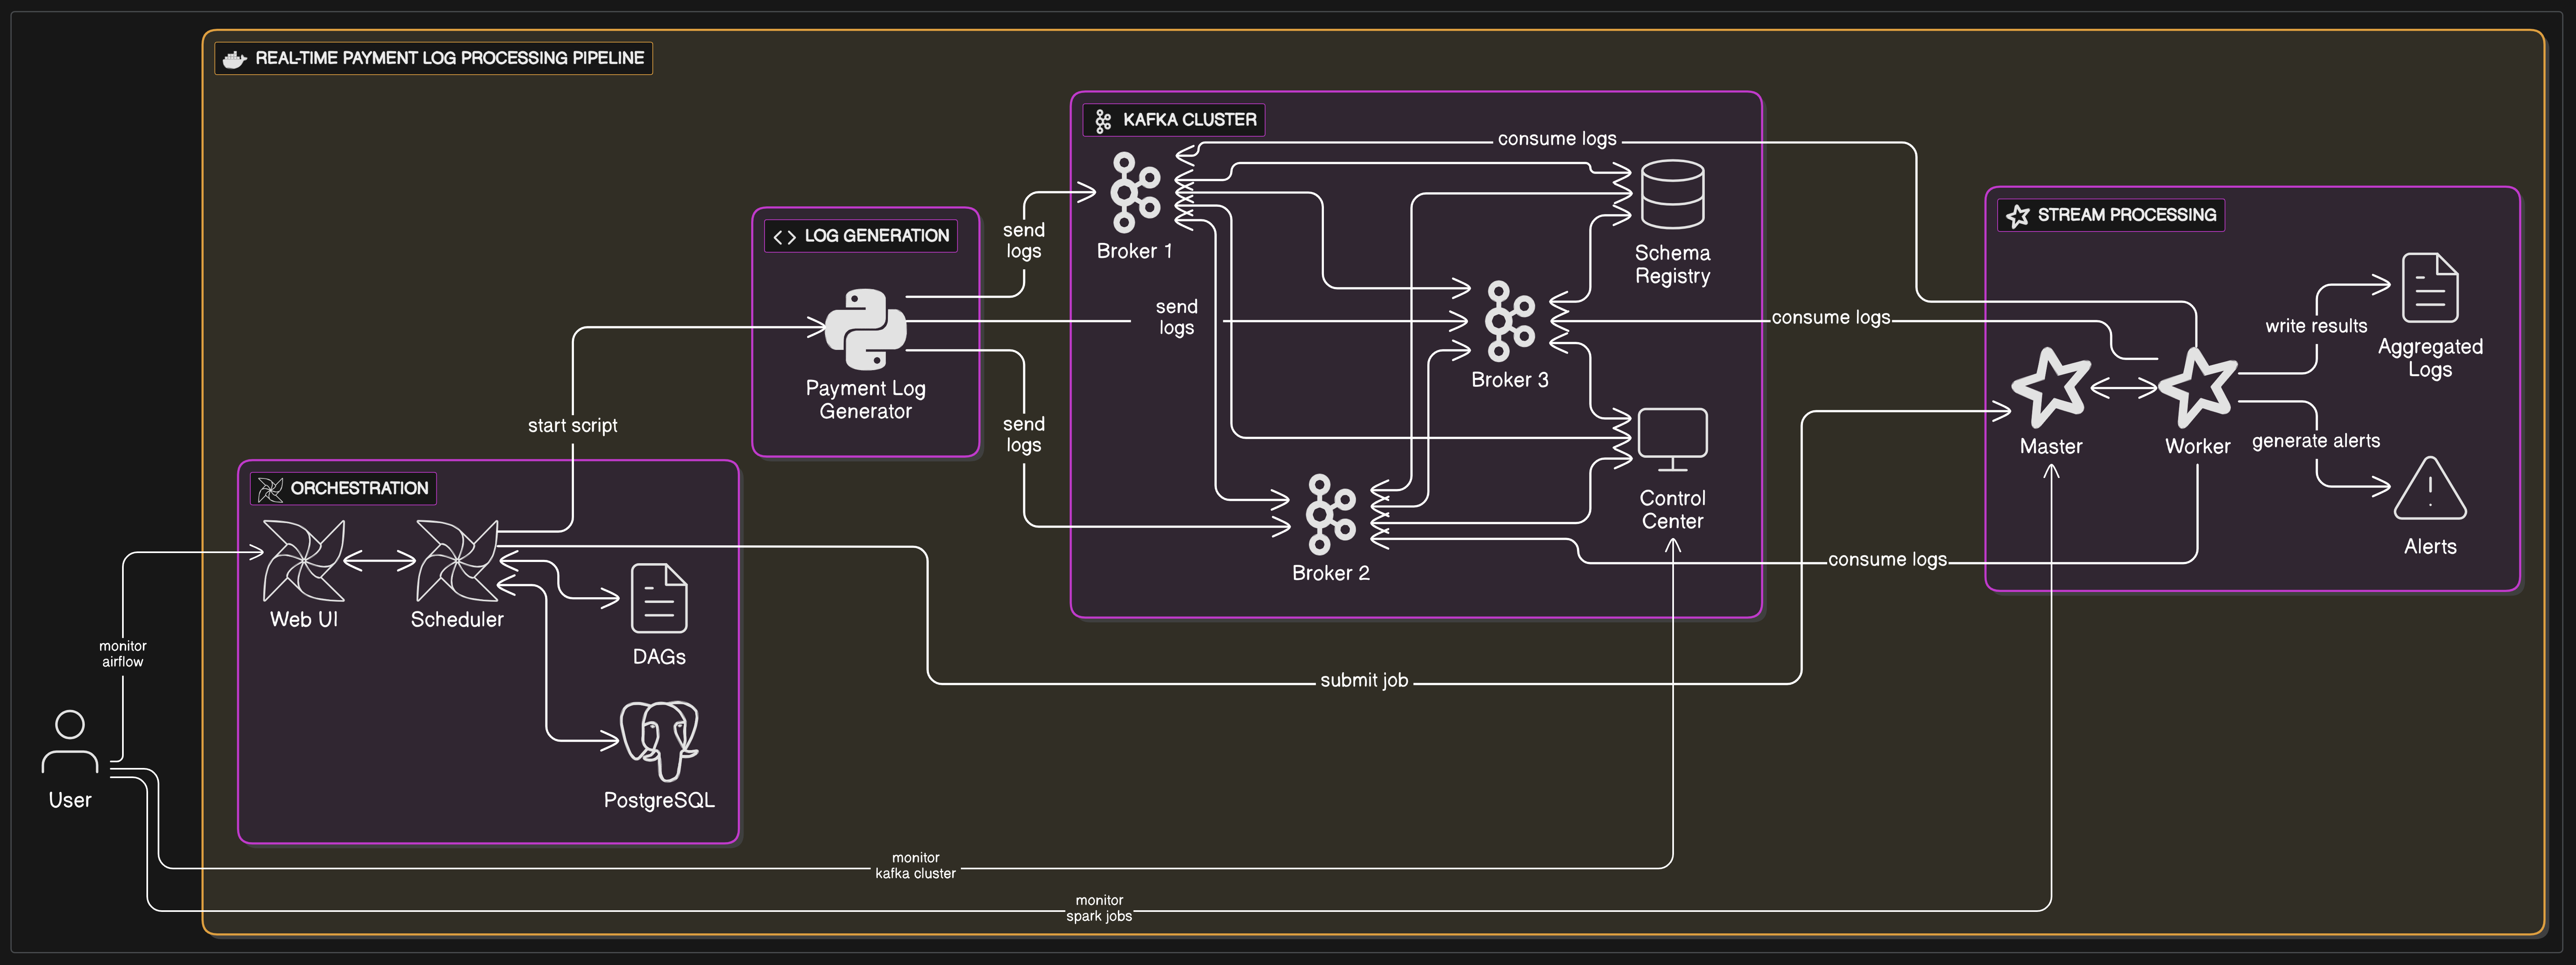 REAL-TIME PAYMENT LOG PROCESSING PIPELINE
KAFKA CLUSTER
consume logs
Broker 1
Schema
Registry
STREAM PROCESSING
LOG GENERATION
send
logs
Payment Log
Generator
send
logs
send
logs
Broker 3
consume logs
write results
Aggregated
Logs
Master
Worker
generate alerts
Alerts
start script
ORCHESTRATION
Web UI
Scheduler
DAGs
PostgreSQL
Control
Center
Broker 2
consume logs
submit job
monitor
airflow
User
monitor
kafka cluster
monitor
spark jobs